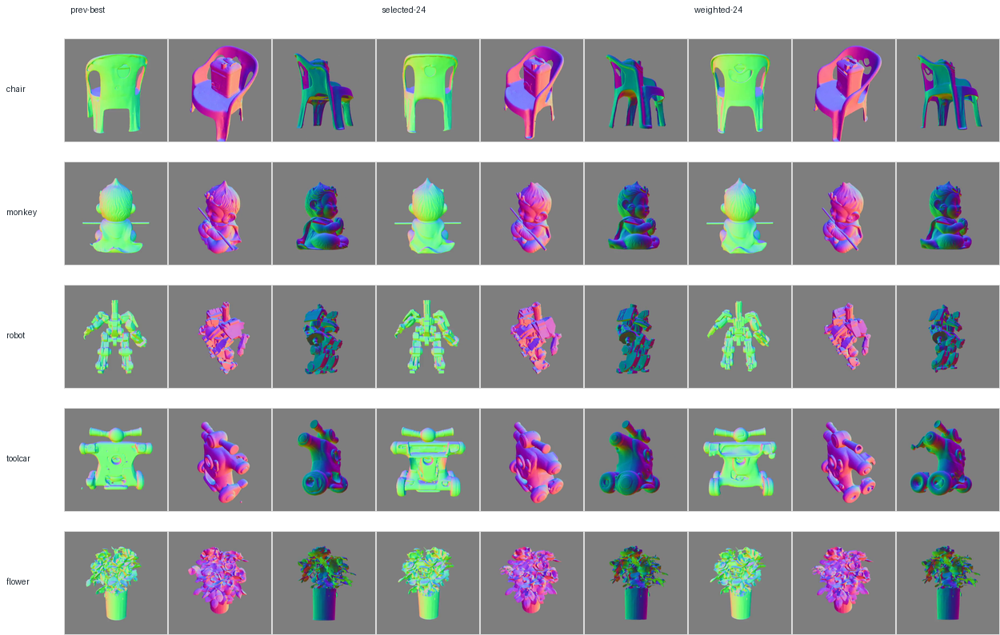 prev-best selected-24 weighted-24
chair
monkey
robot
toolcar
flower